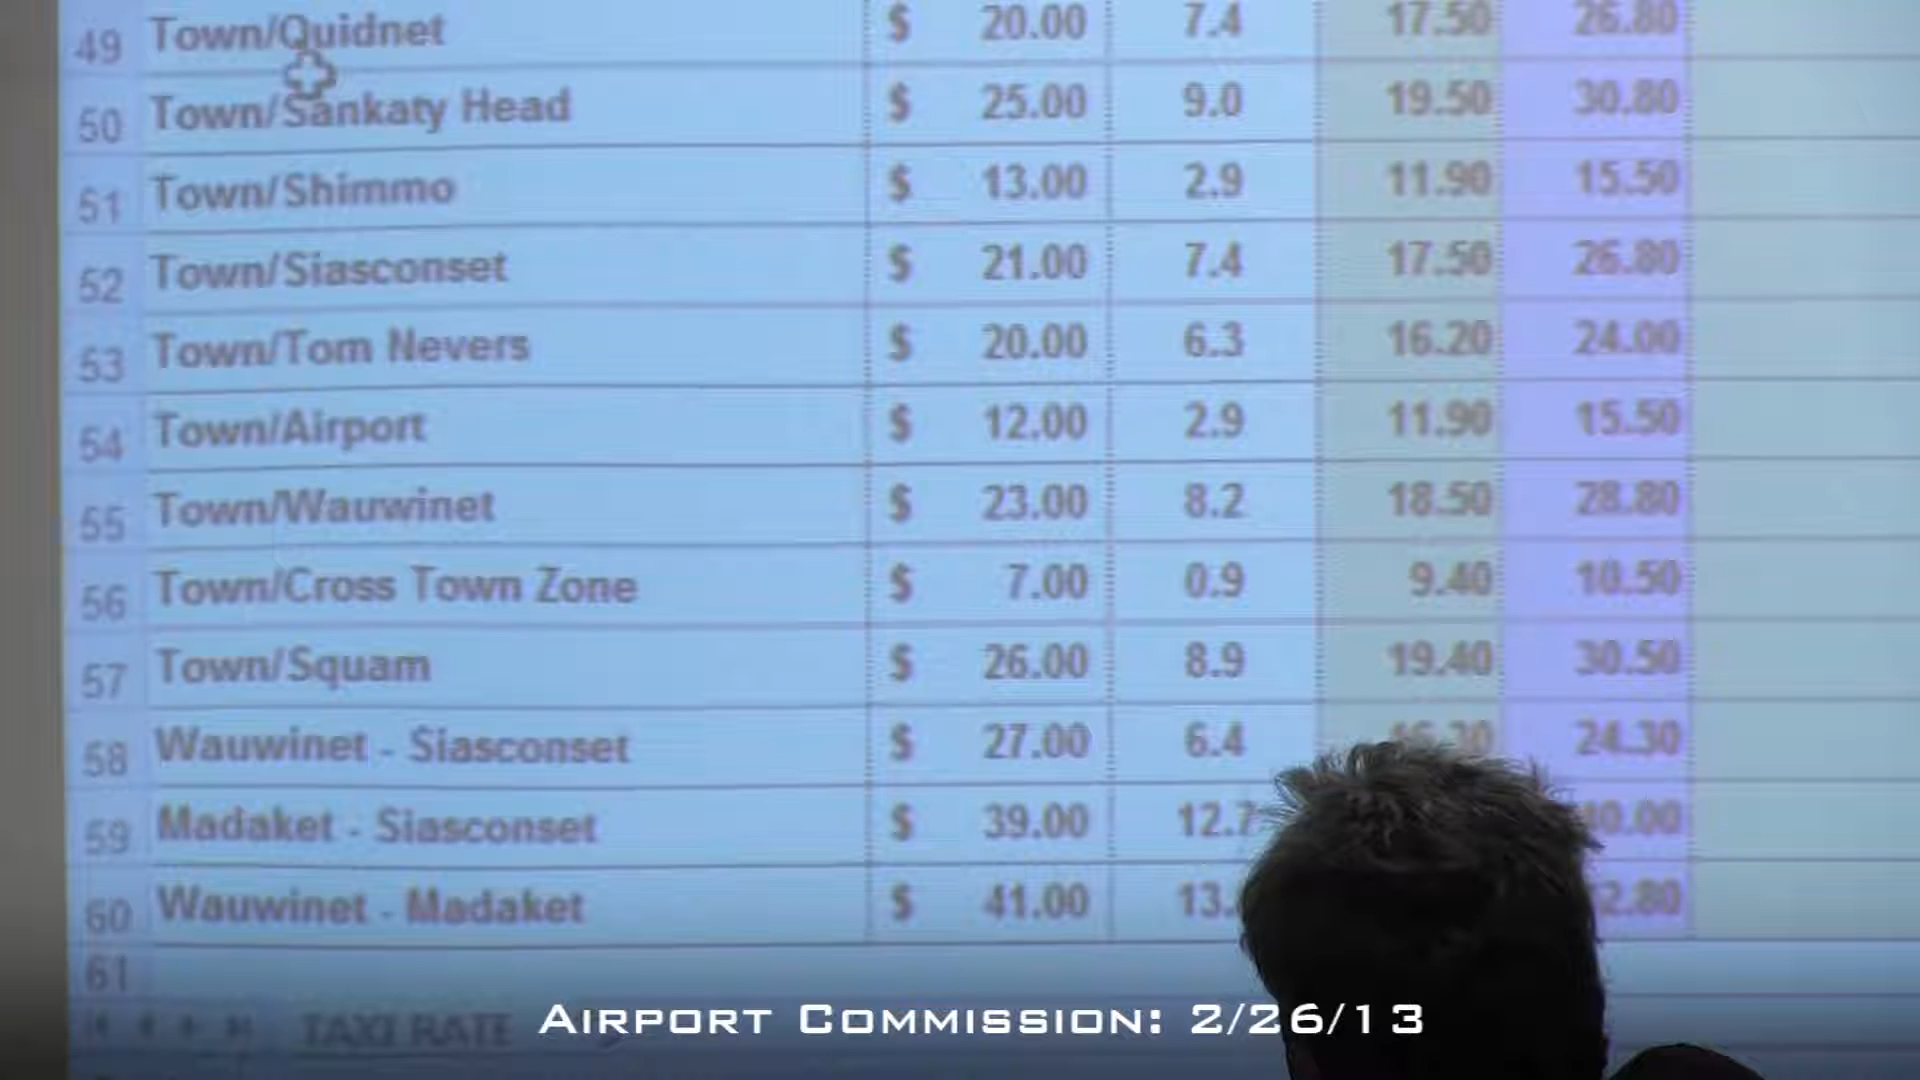 49 Town/Quidnet $ 20.00 7.4 17.50 26.80
50 Town/Sankaty Head $ 25.00 9.0 19.50 30.80
51 Town/Shimmo $ 13.00 2.9 11.90 15.50
52 Town/Siasconset $ 21.00 7.4 17.50 26.80
53 Town/Tom Nevers $ 20.00 6.3 16.20 24.00
54 Town/Airport $ 12.00 2.9 11.90 15.50
55 Town/Wauwinet $ 23.00 8.2 18.50 28.80
56 Town/Cross Town Zone $ 7.00 0.9 9.40 10.50
57 Town/Squam $ 26.00 8.9 19.40 30.50
58 Wauwinet - Siasconset $ 27.00 6.4 24.30
59 Madaket - Siasconset $ 39.00
60 Wauwinet - Madaket $ 41.00
61
TAXI RATE
AIRPORT COMMISSION: 2/26/13